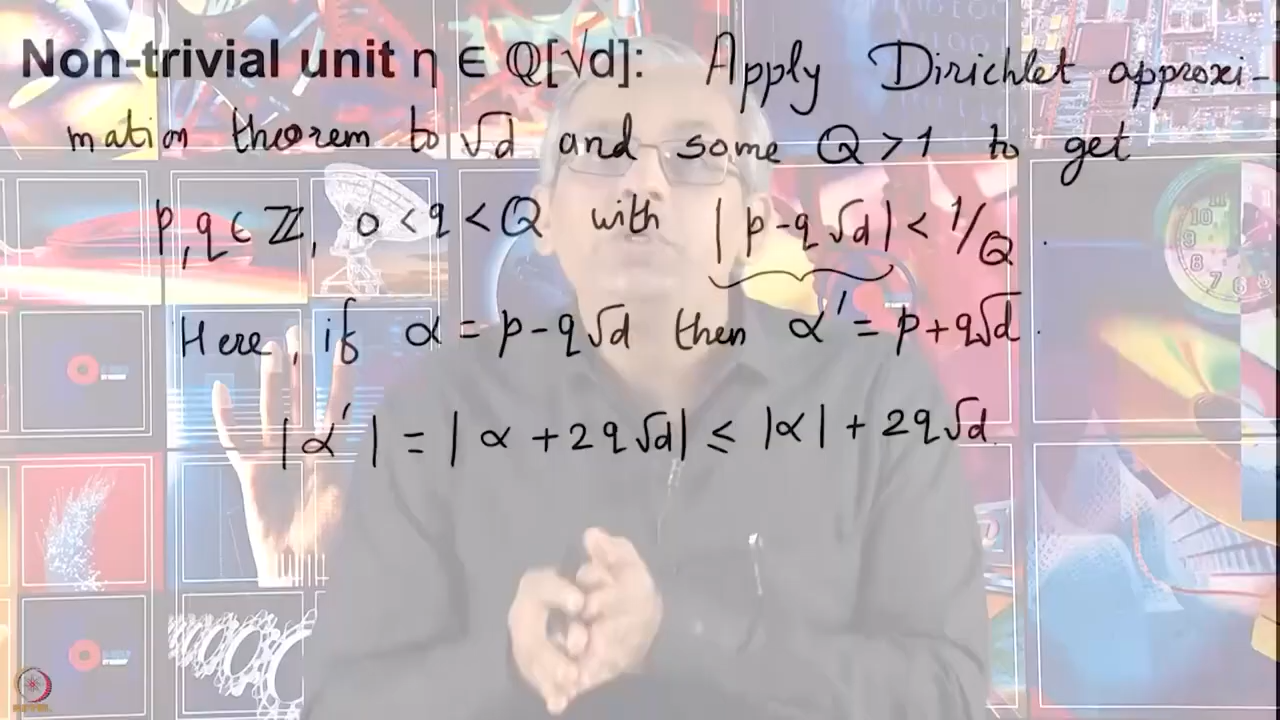 Non-trivial unit η ∈ ℚ[√d]: Apply Dirichlet approxi-
mation theorem to √d and some Q > 1 to get
p, q ∈ ℤ, 0 < q < Q with |p - q√d| < 1/Q .
Here, if α = p - q√d then α' = p + q√d .
|α'| = |α + 2q√d| ≤ |α| + 2q√d.